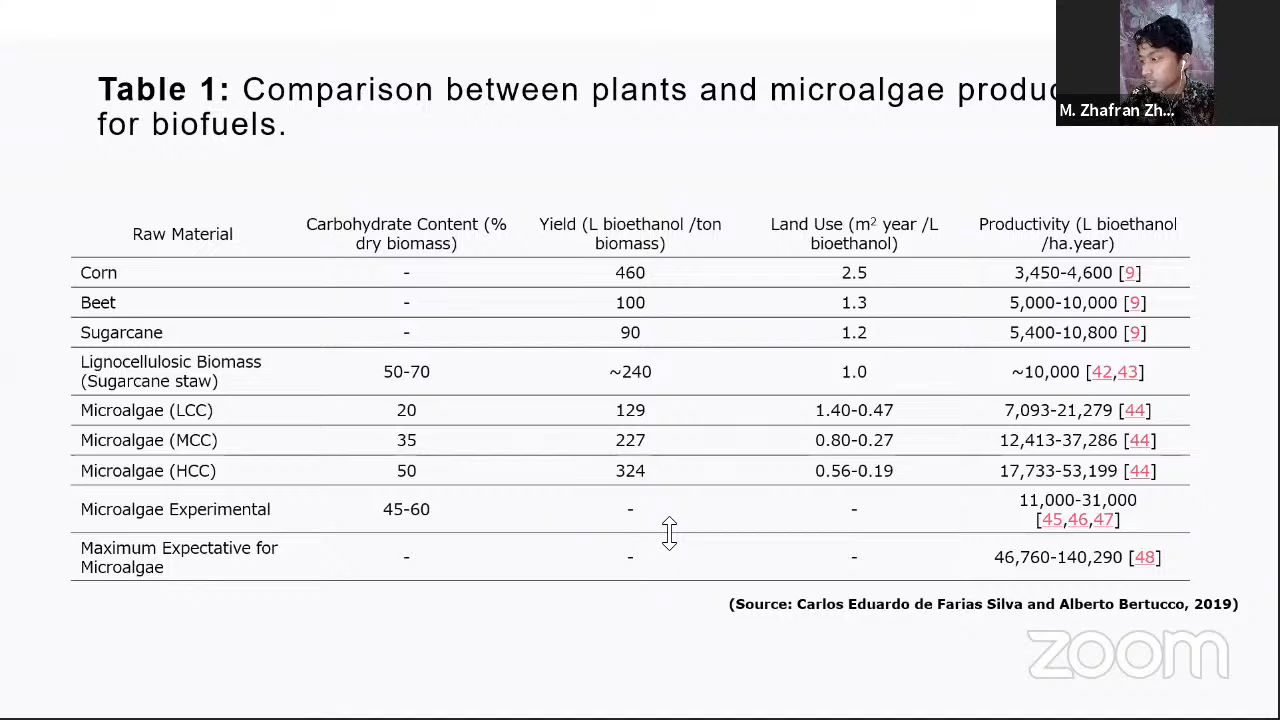 Table 1: Comparison between plants and microalgae
for biofuels.
M. Zhafran Zh...
Raw Material Carbohydrate Content (% dry biomass) Yield (L bioethanol /ton biomass) Land Use (m² year /L bioethanol) Productivity (L bioethanol /ha.year)
Corn - 460 2.5 3,450-4,600 [9]
Beet - 100 1.3 5,000-10,000 [9]
Sugarcane - 90 1.2 5,400-10,800 [9]
Lignocellulosic Biomass (Sugarcane staw) 50-70 ~240 1.0 ~10,000 [42,43]
Microalgae (LCC) 20 129 1.40-0.47 7,093-21,279 [44]
Microalgae (MCC) 35 227 0.80-0.27 12,413-37,286 [44]
Microalgae (HCC) 50 324 0.56-0.19 17,733-53,199 [44]
Microalgae Experimental 45-60 - - 11,000-31,000 [45,46,47]
Maximum Expectative for Microalgae - - - 46,760-140,290 [48]
(Source: Carlos Eduardo de Farias Silva and Alberto Bertucco, 2019)
zoom